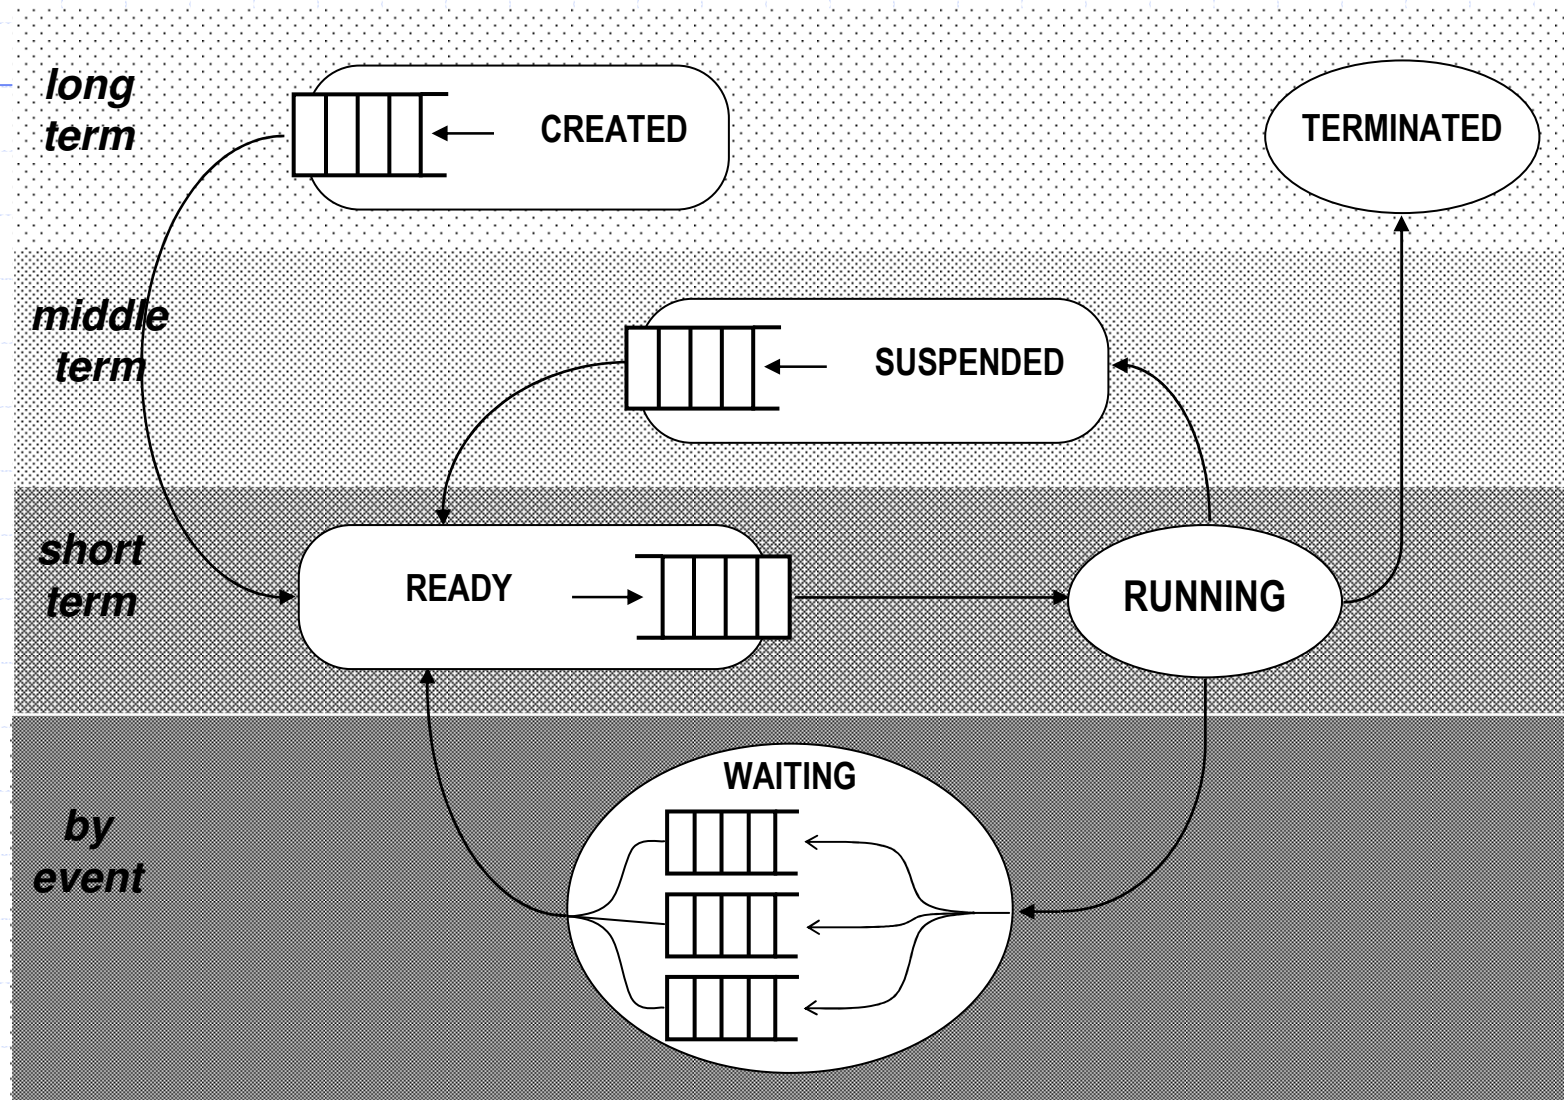 long
term
CREATED
TERMINATED
middle
term
SUSPENDED
short
term
READY
RUNNING
WAITING
by
event